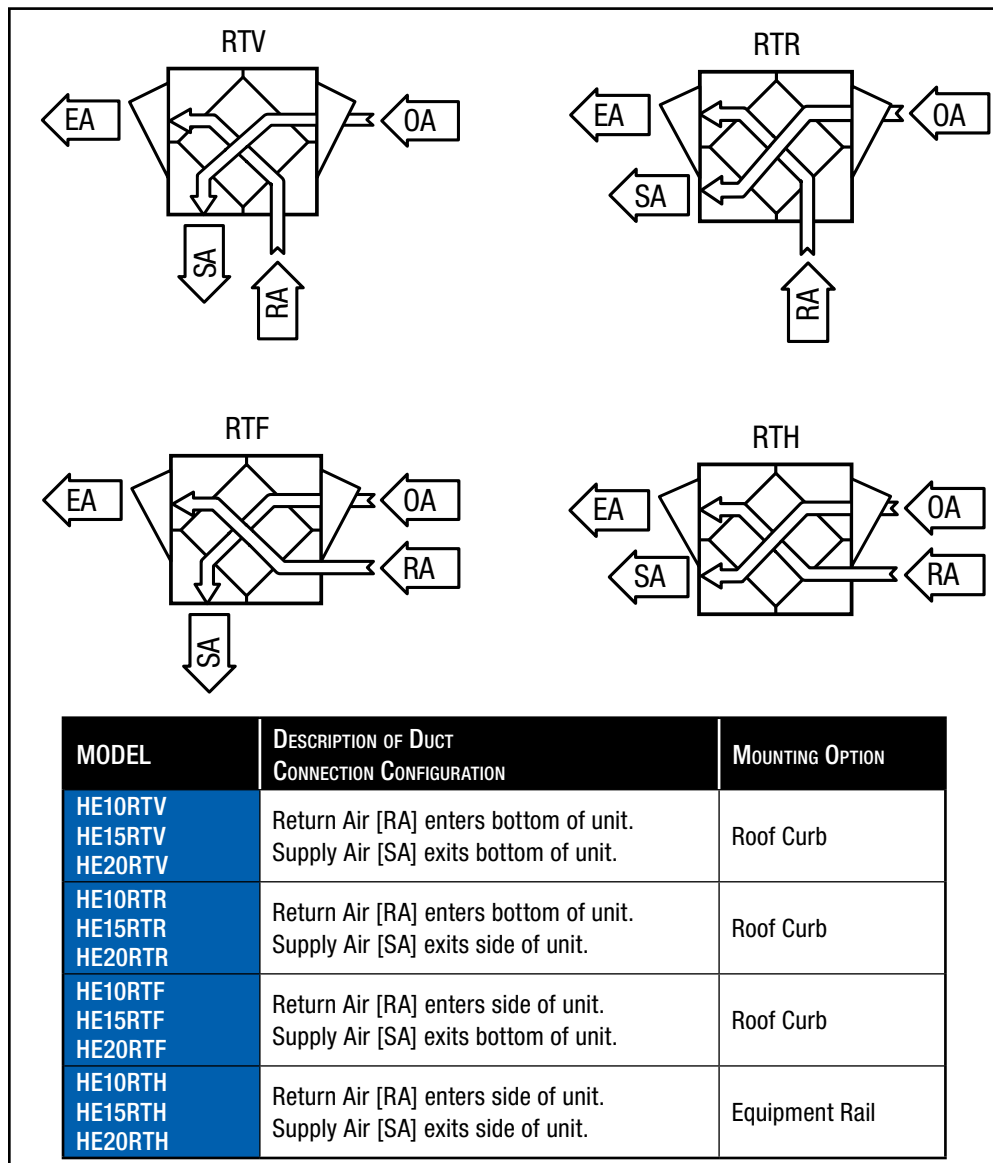 RTV
EA
OA
SA
RA
RTR
EA
OA
SA
RA
RTF
EA
OA
RA
SA
RTH
EA
OA
SA
RA
MODEL
DESCRIPTION OF DUCT
CONNECTION CONFIGURATION
MOUNTING OPTION
HE10RTV
HE15RTV
HE20RTV
Return Air [RA] enters bottom of unit.
Supply Air [SA] exits bottom of unit.
Roof Curb
HE10RTR
HE15RTR
HE20RTR
Return Air [RA] enters bottom of unit.
Supply Air [SA] exits side of unit.
Roof Curb
HE10RTF
HE15RTF
HE20RTF
Return Air [RA] enters side of unit.
Supply Air [SA] exits bottom of unit.
Roof Curb
HE10RTH
HE15RTH
HE20RTH
Return Air [RA] enters side of unit.
Supply Air [SA] exits side of unit.
Equipment Rail